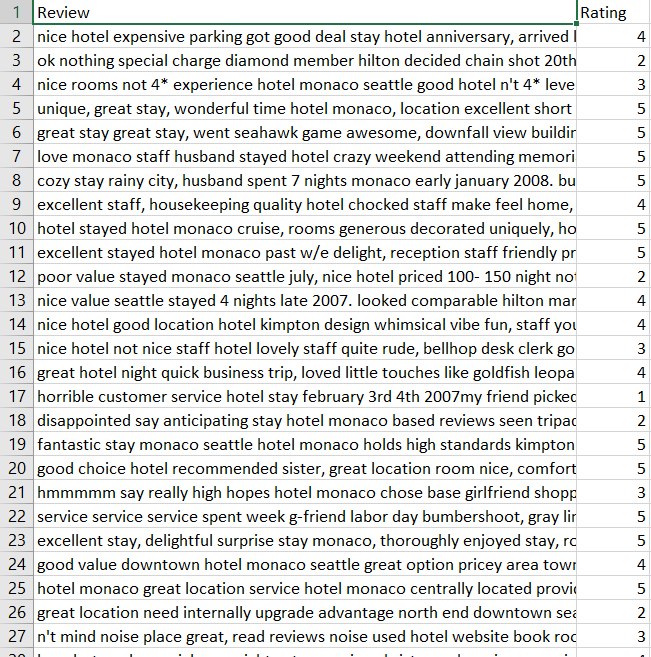 1 Review Rating
2 nice hotel expensive parking got good deal stay hotel anniversary, arrived 4
3 ok nothing special charge diamond member hilton decided chain shot 20th 2
4 nice rooms not 4* experience hotel monaco seattle good hotel n't 4* leve 3
5 unique, great stay, wonderful time hotel monaco, location excellent short 5
6 great stay great stay, went seahawk game awesome, downfall view buildin 5
7 love monaco staff husband stayed hotel crazy weekend attending memori 5
8 cozy stay rainy city, husband spent 7 nights monaco early january 2008. bu 5
9 excellent staff, housekeeping quality hotel chocked staff make feel home, 4
10 hotel stayed hotel monaco cruise, rooms generous decorated uniquely, ho 5
11 excellent stayed hotel monaco past w/e delight, reception staff friendly pr 5
12 poor value stayed monaco seattle july, nice hotel priced 100- 150 night not 2
13 nice value seattle stayed 4 nights late 2007. looked comparable hilton mar 4
14 nice hotel good location hotel kimpton design whimsical vibe fun, staff you 4
15 nice hotel not nice staff hotel lovely staff quite rude, bellhop desk clerk go 3
16 great hotel night quick business trip, loved little touches like goldfish leopa 4
17 horrible customer service hotel stay february 3rd 4th 2007my friend picked 1
18 disappointed say anticipating stay hotel monaco based reviews seen tripad 2
19 fantastic stay monaco seattle hotel monaco holds high standards kimpton 5
20 good choice hotel recommended sister, great location room nice, comfort 5
21 hmmmmm say really high hopes hotel monaco chose base girlfriend shopp 3
22 service service service spent week g-friend labor day bumbershoot, gray lin 5
23 excellent stay, delightful surprise stay monaco, thoroughly enjoyed stay, ro 5
24 good value downtown hotel monaco seattle great option pricey area town 4
25 hotel monaco great location service hotel monaco centrally located provi 5
26 great location need internally upgrade advantage north end downtown sea 2
27 n't mind noise place great, read reviews noise used hotel website book roo 3